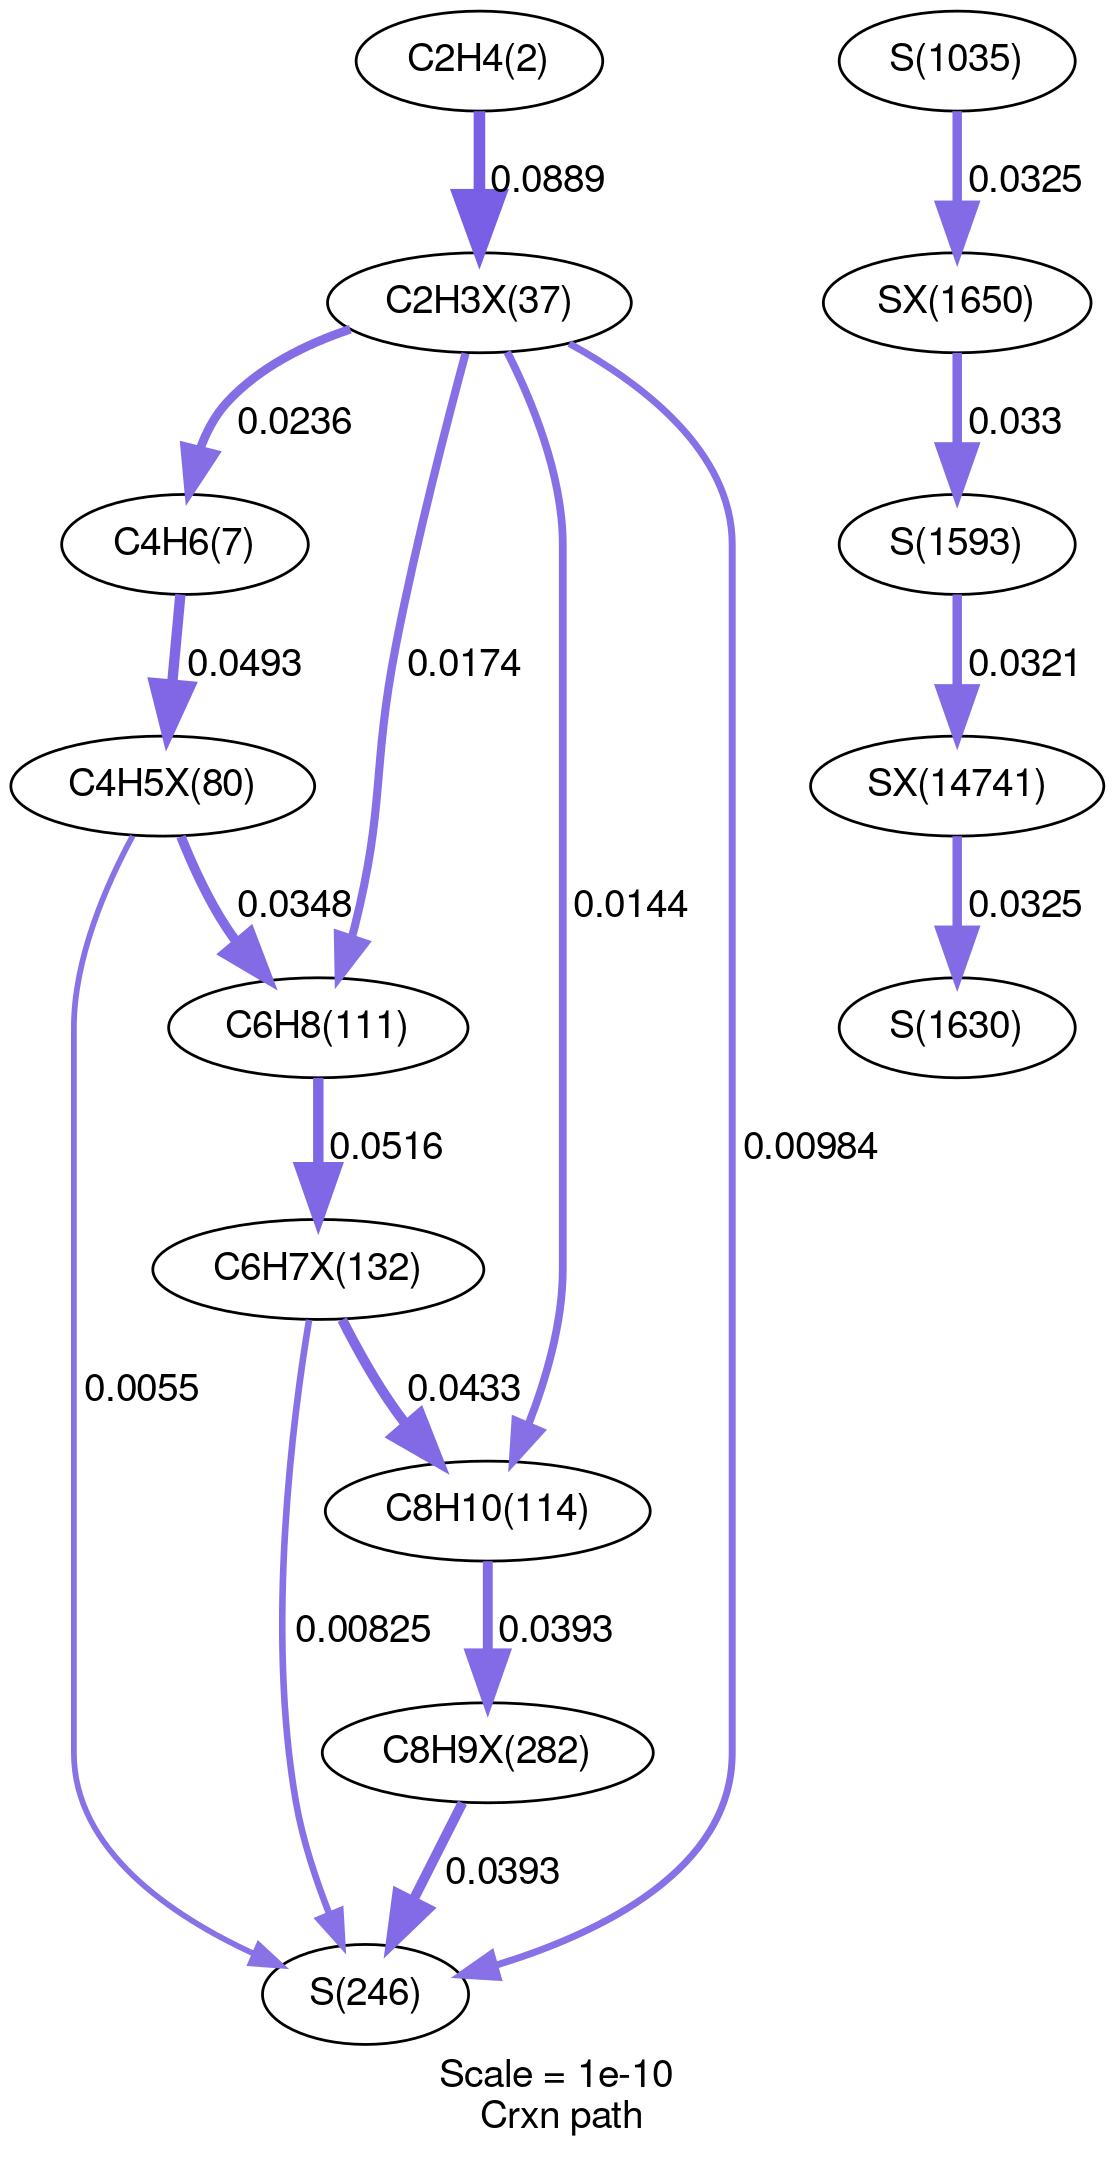 C2H4(2)
S(1035)
0.0889
0.0325
C2H3X(37)
SX(1650)
0.0236
0.033
C4H6(7)
S(1593)
0.0493
0.0174
0.0321
C4H5X(80)
SX(14741)
0.0348
0.0144
0.0325
C6H8(111)
S(1630)
0.0516
0.00984
C6H7X(132)
0.0055
0.0433
C8H10(114)
0.00825
0.0393
C8H9X(282)
0.0393
S(246)
Scale = 1e-10
Crxn path